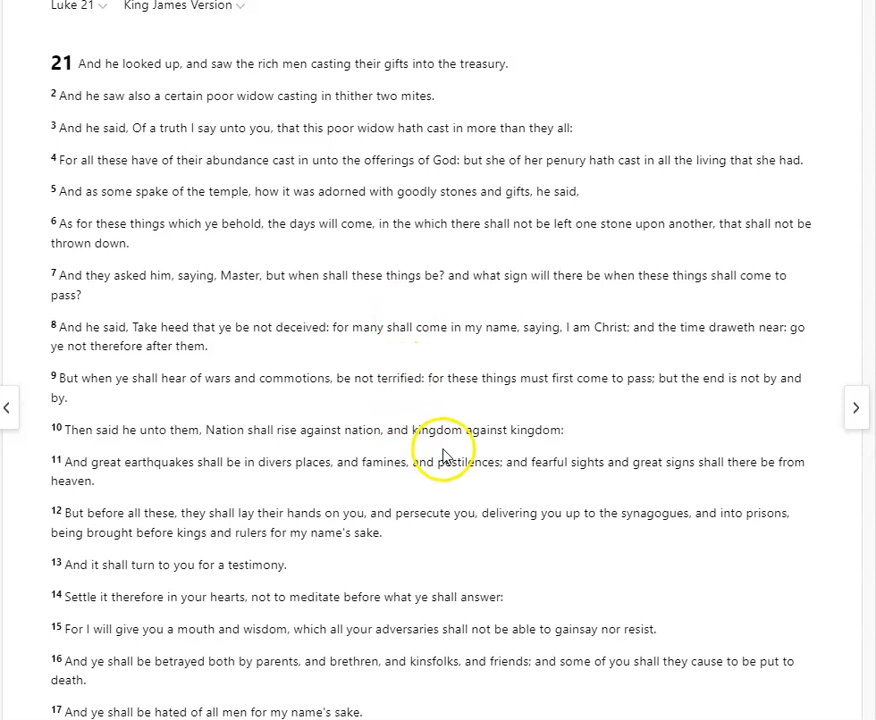 Luke 21 King James Version
21 And he looked up, and saw the rich men casting their gifts into the treasury.
2 And he saw also a certain poor widow casting in thither two mites.
3 And he said, Of a truth I say unto you, that this poor widow hath cast in more than they all:
4 For all these have of their abundance cast in unto the offerings of God: but she of her penury hath cast in all the living that she had.
5 And as some spake of the temple, how it was adorned with goodly stones and gifts, he said,
6 As for these things which ye behold, the days will come, in the which there shall not be left one stone upon another, that shall not be
thrown down.
7 And they asked him, saying, Master, but when shall these things be? and what sign will there be when these things shall come to
pass?
8 And he said, Take heed that ye be not deceived: for many shall come in my name, saying, I am Christ; and the time draweth near: go
ye not therefore after them.
9 But when ye shall hear of wars and commotions, be not terrified: for these things must first come to pass; but the end is not by and
by.
10 Then said he unto them, Nation shall rise against nation, and kingdom against kingdom:
11 And great earthquakes shall be in divers places, and famines, and pestilences; and fearful sights and great signs shall there be from
heaven.
12 But before all these, they shall lay their hands on you, and persecute you, delivering you up to the synagogues, and into prisons,
being brought before kings and rulers for my name's sake.
13 And it shall turn to you for a testimony.
14 Settle it therefore in your hearts, not to meditate before what ye shall answer:
15 For I will give you a mouth and wisdom, which all your adversaries shall not be able to gainsay nor resist.
16 And ye shall be betrayed both by parents, and brethren, and kinsfolks, and friends; and some of you shall they cause to be put to
death.
17 And ye shall be hated of all men for my name's sake.